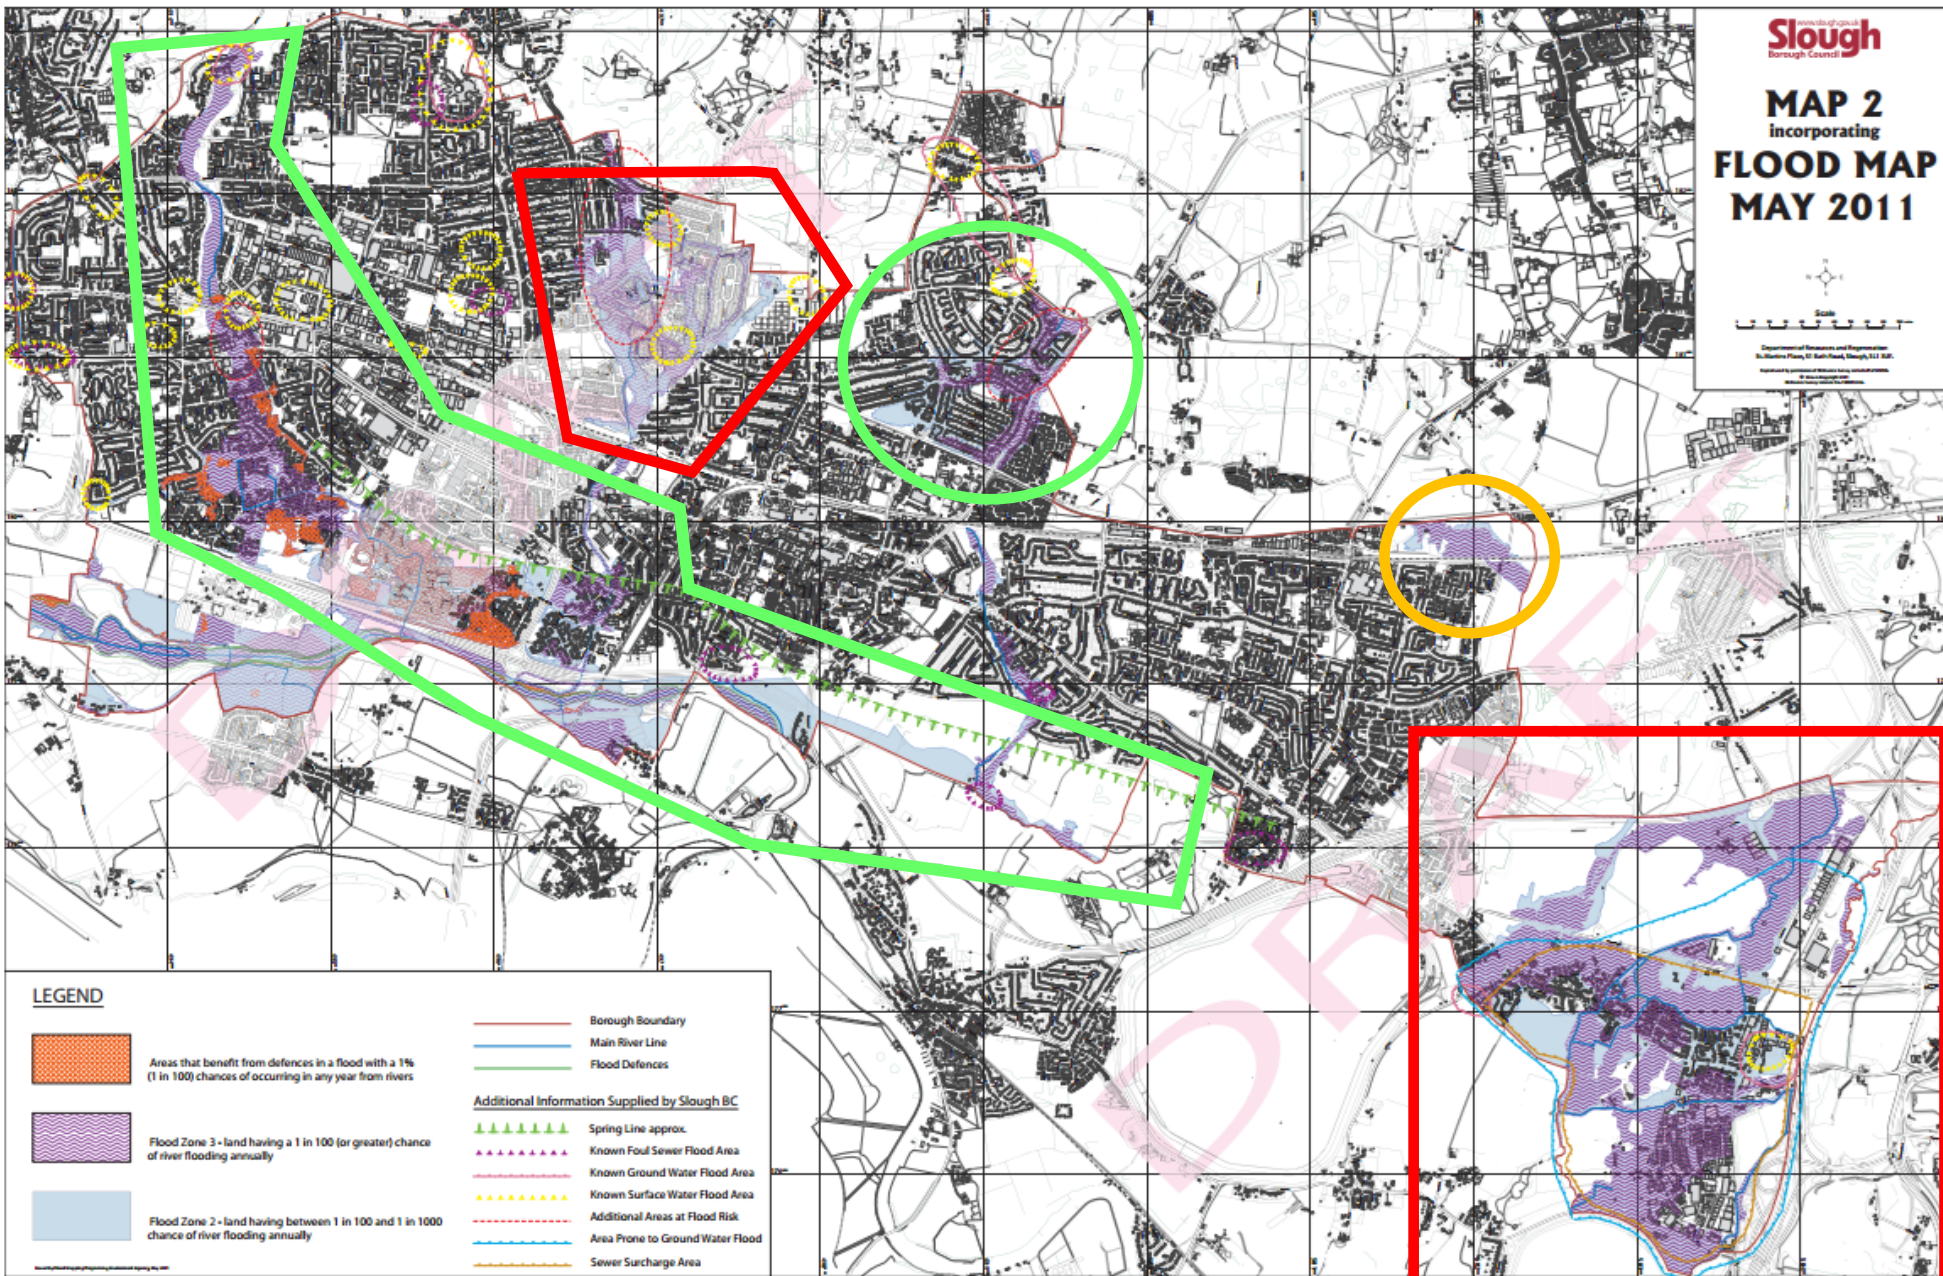 www.slough.gov.uk
Slough
Borough Council
MAP 2
incorporating
FLOOD MAP
MAY 2011
N
Scale
Department of Resources and Regeneration
DRAFT
LEGEND
Areas that benefit from defences in a flood with a 1%
(1 in 100) chances of occurring in any year from rivers
Flood Zone 3 - land having a 1 in 100 (or greater) chance
of river flooding annually
Flood Zone 2 - land having between 1 in 100 and 1 in 1000
chance of river flooding annually
Borough Boundary
Main River Line
Flood Defences
Additional Information Supplied by Slough BC
Spring Line approx.
Known Foul Sewer Flood Area
Known Ground Water Flood Area
Known Surface Water Flood Area
Additional Areas at Flood Risk
Area Prone to Ground Water Flood
Sewer Surcharge Area